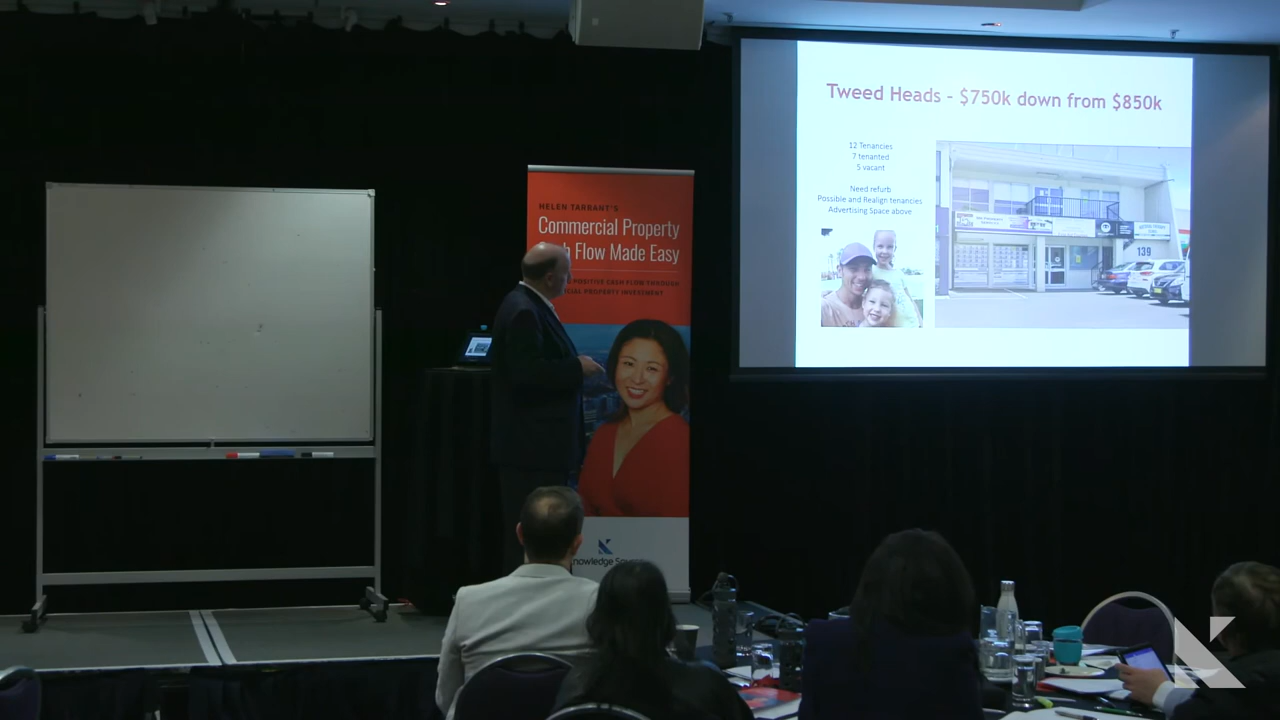 Tweed Heads - $750k down from $850k
12 Tenancies
7 tenanted
5 vacant
Need refurb
Possible and Realign tenancies
Advertising Space above
139
HELEN TARRANT'S
Commercial Property
Flow Made Easy
POSITIVE CASH FLOW THROUGH
PROPERTY INVESTMENT